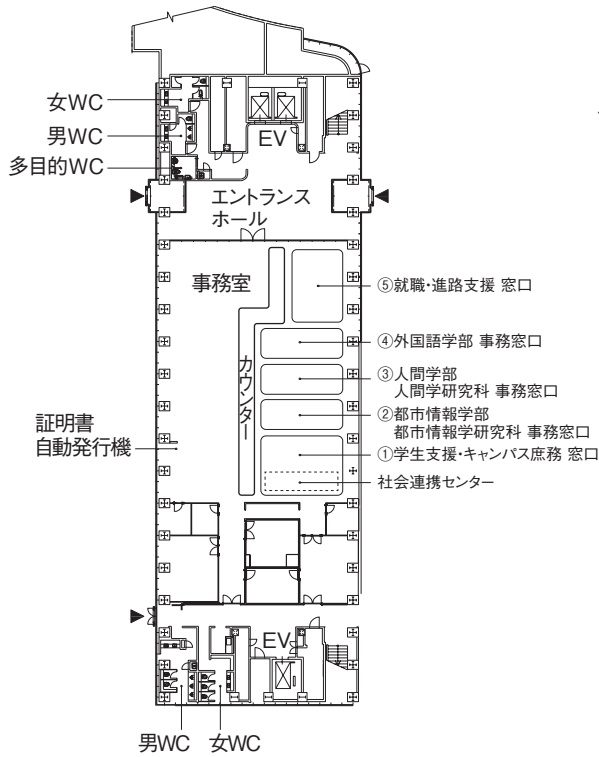 女WC
男WC
多目的WC
EV
エントランス
ホール
事務室
カウンター
⑤就職・進路支援 窓口
④外国語学部 事務窓口
③人間学部
人間学研究科 事務窓口
②都市情報学部
都市情報学研究科 事務窓口
①学生支援・キャンパス庶務 窓口
社会連携センター
証明書
自動発行機
EV
男WC
女WC